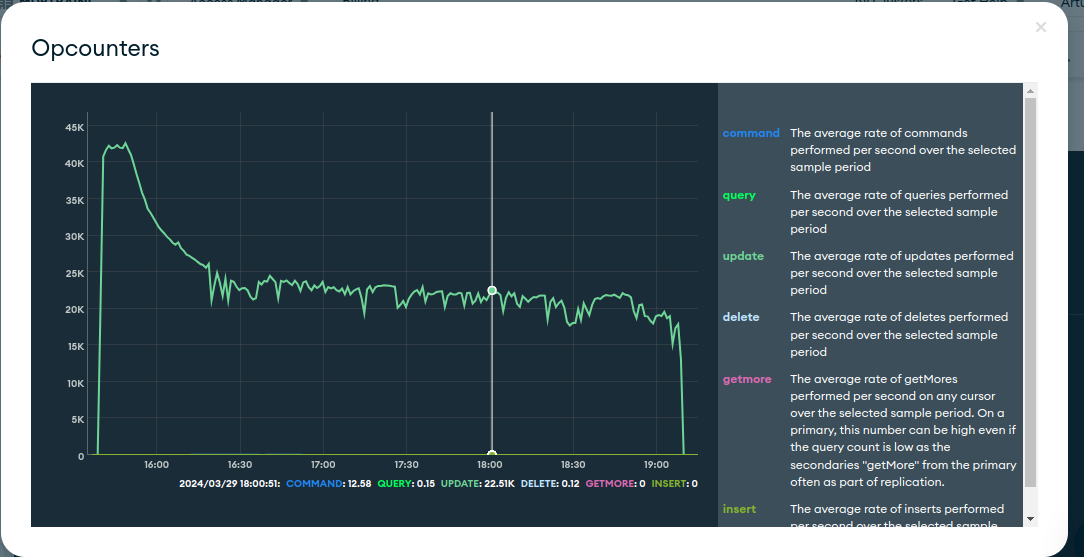 Access Manager
Billing
All Clusters
Get Help
Opcounters
×
45K
40K
35K
30K
25K
20K
15K
10K
5K
0
16:00 16:30 17:00 17:30 18:00 18:30 19:00
2024/03/29 18:00:51: COMMAND: 12.58 QUERY: 0.15 UPDATE: 22.51K DELETE: 0.12 GETMORE: 0 INSERT: 0
command The average rate of commands
performed per second over the selected
sample period
query The average rate of queries performed
per second over the selected sample
period
update The average rate of updates performed
per second over the selected sample
period
delete The average rate of deletes performed
per second over the selected sample
period
getmore The average rate of getMores
performed per second on any cursor
over the selected sample period. On a
primary, this number can be high even if
the query count is low as the
secondaries "getMore" from the primary
often as part of replication.
insert The average rate of inserts performed
per second over the selected sample